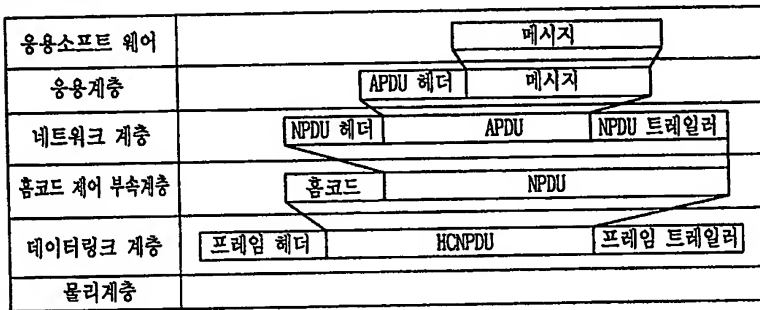 응용소프트 웨어 메시지
응용계층 APDU 헤더 메시지
네트워크 계층 NPDU 헤더 APDU NPDU 트레일러
홈코드 제어 부속계층 홈코드 NPDU
데이터링크 계층 프레임 헤더 HCNPDU 프레임 트레일러
물리계층